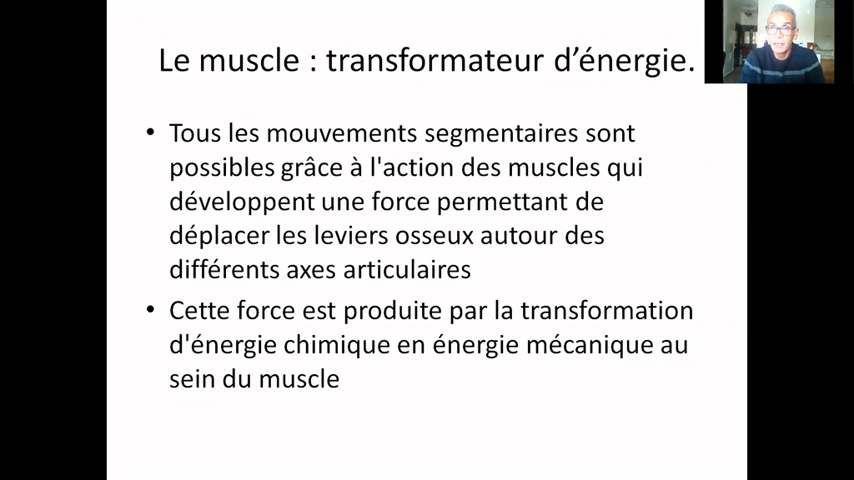 Le muscle : transformateur d’énergie.
• Tous les mouvements segmentaires sont
possibles grâce à l'action des muscles qui
développent une force permettant de
déplacer les leviers osseux autour des
différents axes articulaires
• Cette force est produite par la transformation
d'énergie chimique en énergie mécanique au
sein du muscle